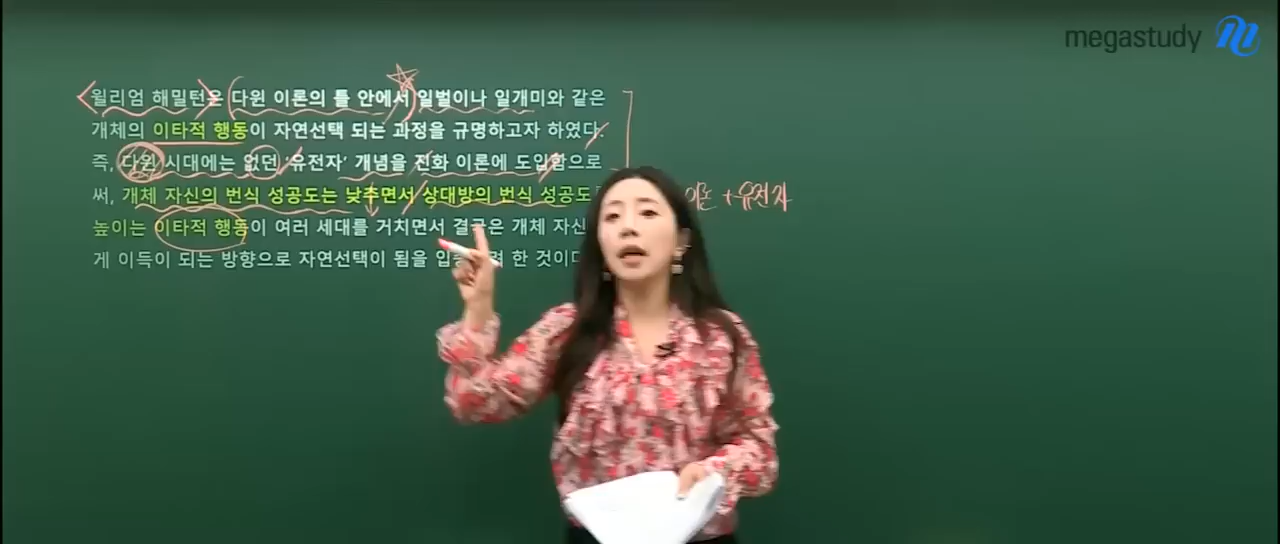 megastudy
윌리엄 해밀턴은 다윈 이론의 틀 안에서 일벌이나 일개미와 같은
개체의 이타적 행동이 자연선택 되는 과정을 규명하고자 하였다.
즉, 다윈 시대에는 없던 '유전자' 개념을 진화 이론에 도입함으로
써, 개체 자신의 번식 성공도는 낮추면서 상대방의 번식 성공도
높이는 이타적 행동이 여러 세대를 거치면서 결국은 개체 자신
게 이득이 되는 방향으로 자연선택이 됨을 한 것이다
+유전자